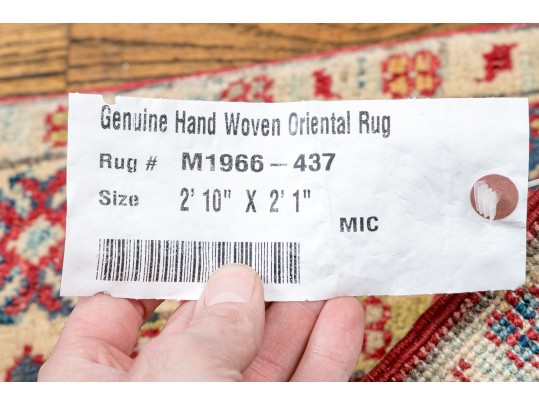 Genuine Hand Woven Oriental Rug
Rug # M1966-437
Size 2' 10" X 2' 1"
MIC